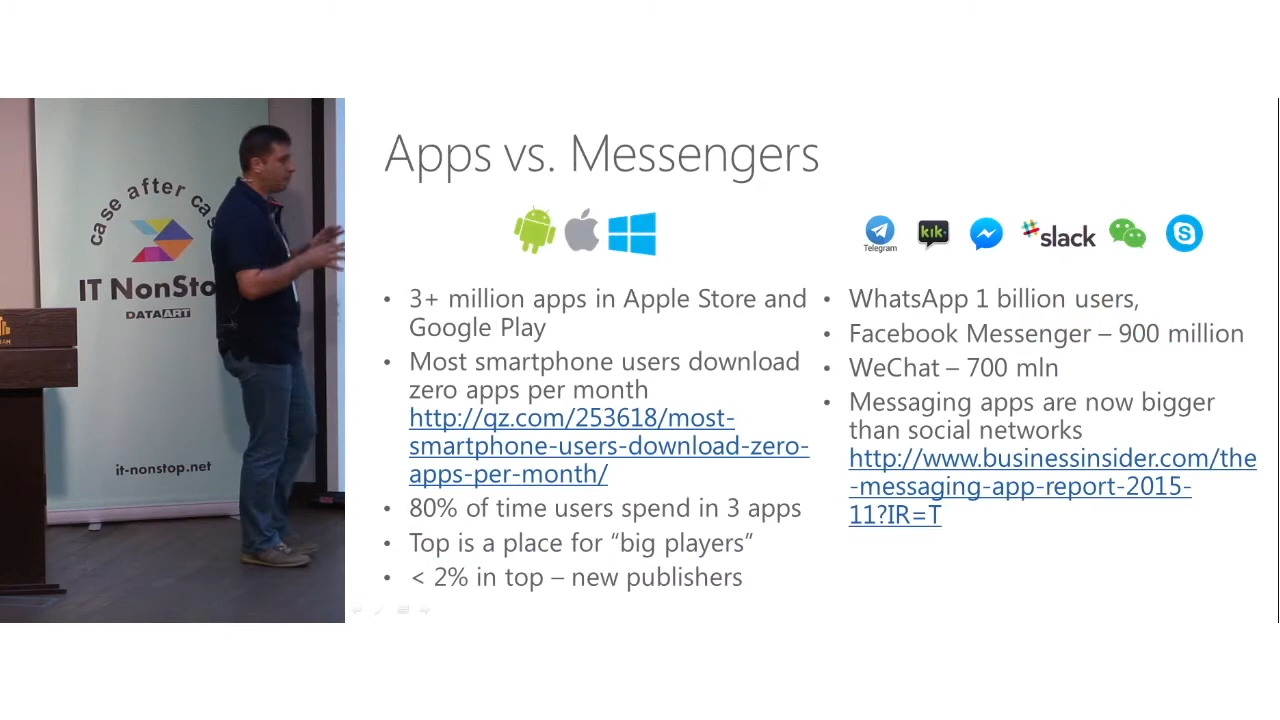 case after cas
IT NonSto
DATAART
it-nonstop.net
Apps vs. Messengers
Telegram
kik
slack
3+ million apps in Apple Store and
Google Play
Most smartphone users download
zero apps per month
http://qz.com/253618/most-
smartphone-users-download-zero-
apps-per-month/
80% of time users spend in 3 apps
Top is a place for “big players”
< 2% in top – new publishers
WhatsApp 1 billion users,
Facebook Messenger – 900 million
WeChat – 700 mln
Messaging apps are now bigger
than social networks
http://www.businessinsider.com/the
-messaging-app-report-2015-
11?IR=T